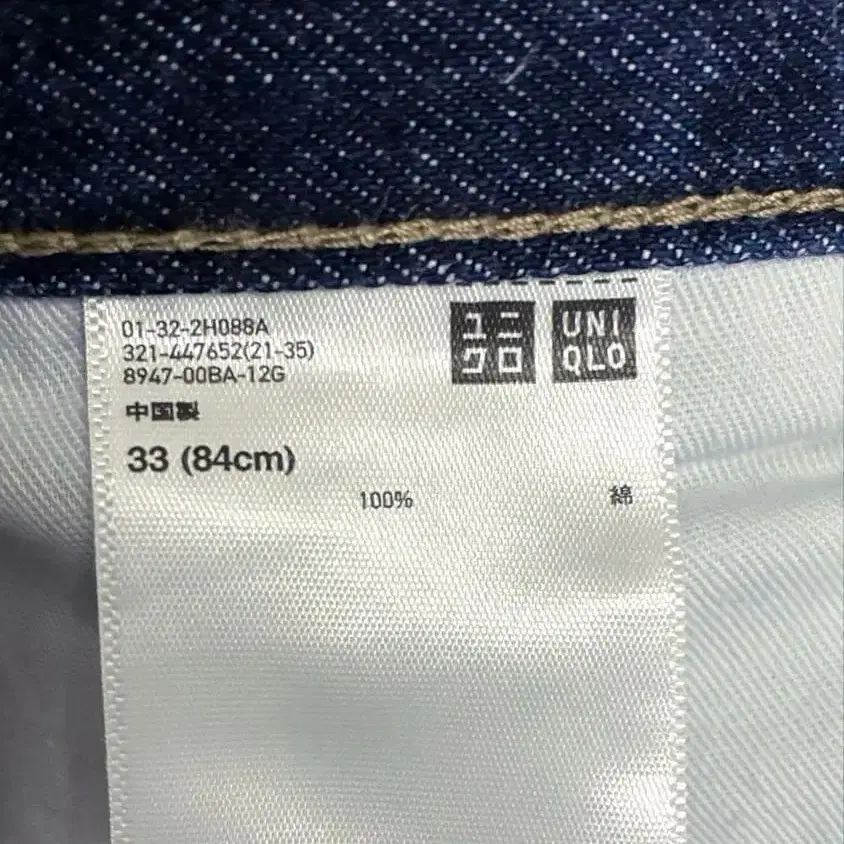 01-32-2H088A
321-447652(21-35)
8947-00BA-12G
ユニ
クロ
UNI
QLO
中国製
33 (84cm)
100% 綿